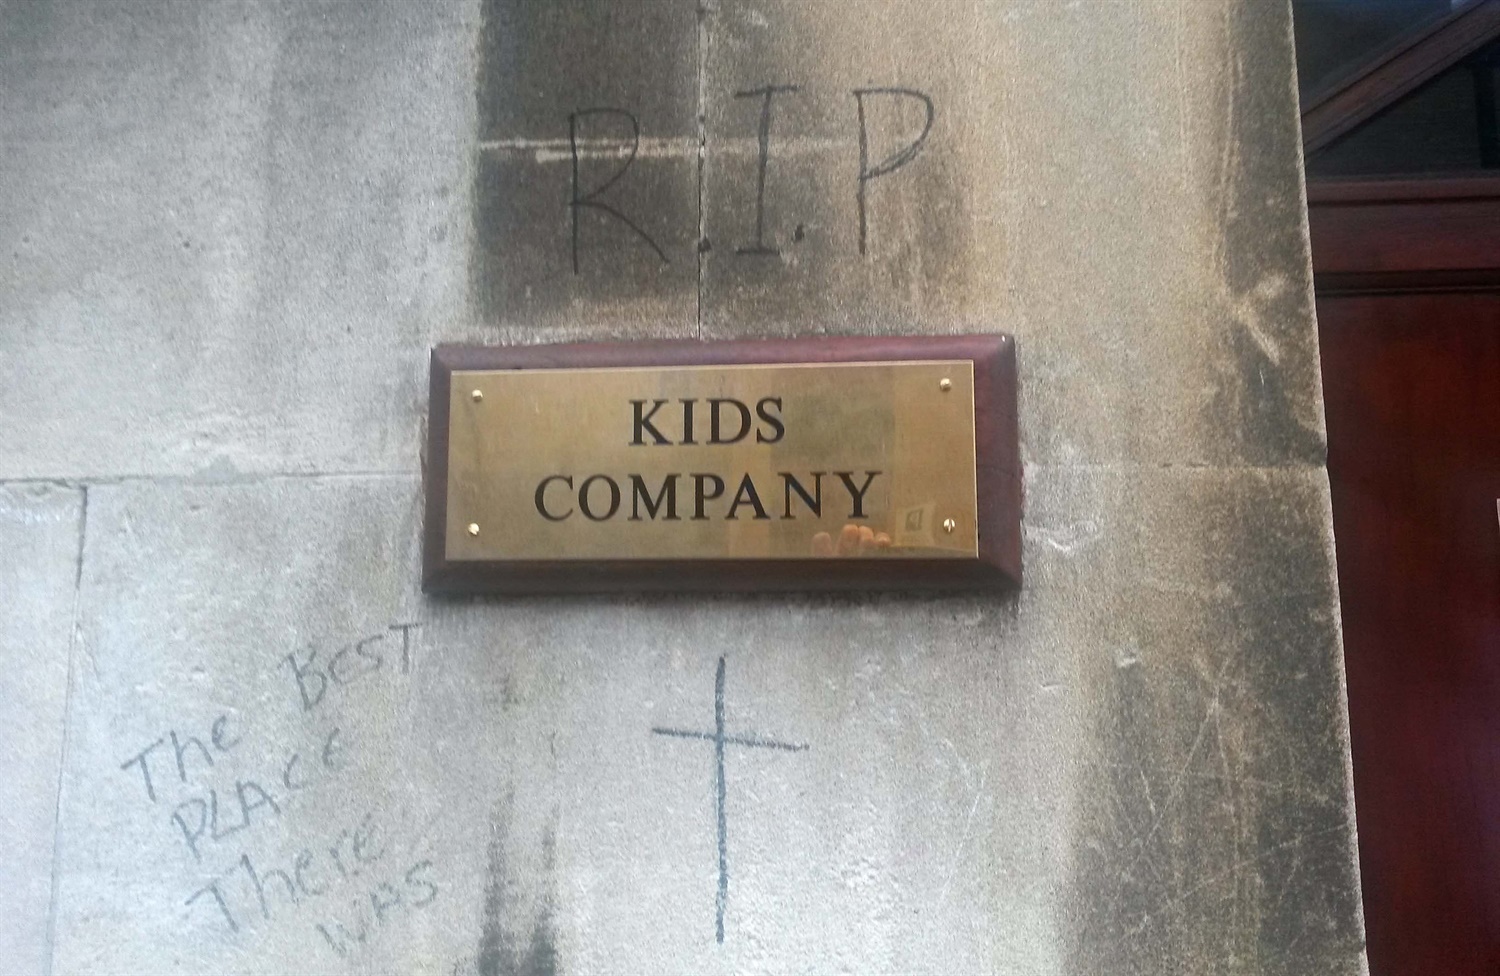 R.I.P
KIDS
COMPANY
The BEST
PLACE
There
WAS